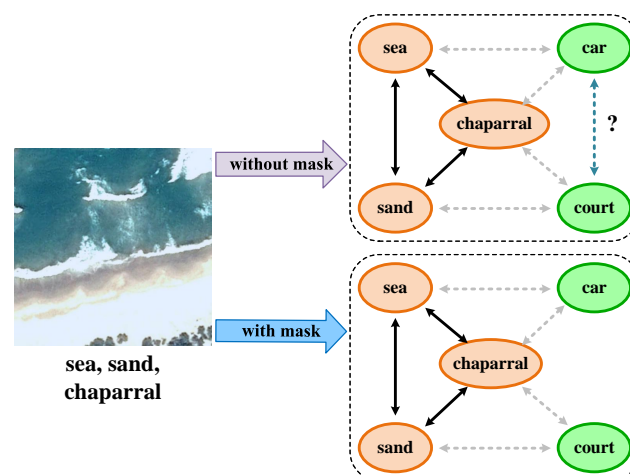 sea
car
chaparral
?
without mask
sand
court
sea
car
with mask
chaparral
sea, sand,
chaparral
sand
court